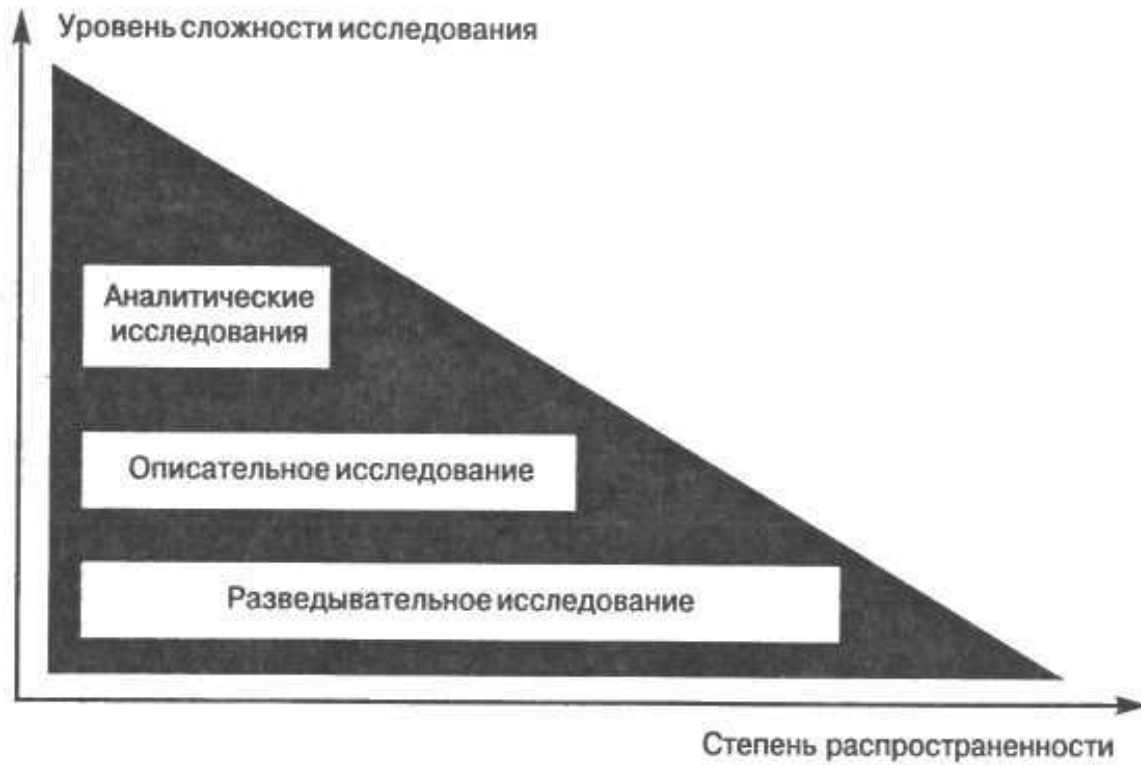 Уровень сложности исследования
Аналитические
исследования
Описательное исследование
Разведывательное исследование
Степень распространенности